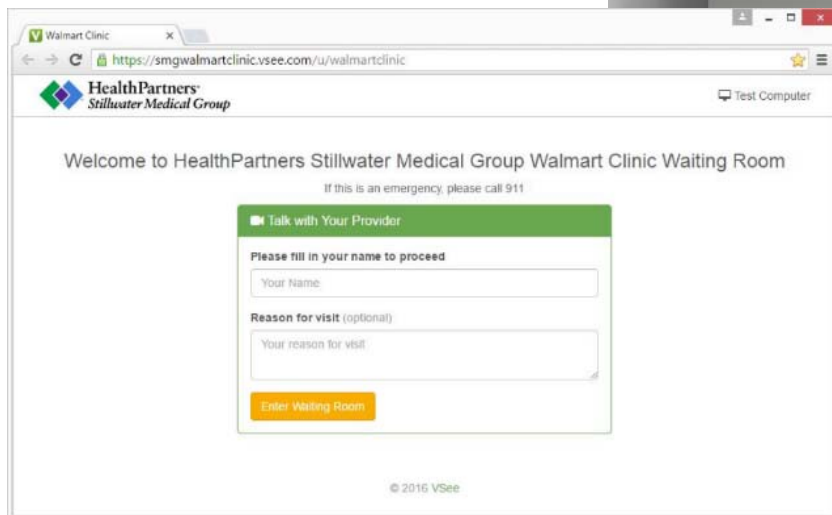 Walmart Clinic
https://smgwalmartclinic.vsee.com/u/walmartclinic
HealthPartners®
Stillwater Medical Group
Test Computer
Welcome to HealthPartners Stillwater Medical Group Walmart Clinic Waiting Room
If this is an emergency, please call 911
Talk with Your Provider
Please fill in your name to proceed
Your Name
Reason for visit (optional)
Your reason for visit
Enter Waiting Room
© 2016 VSee